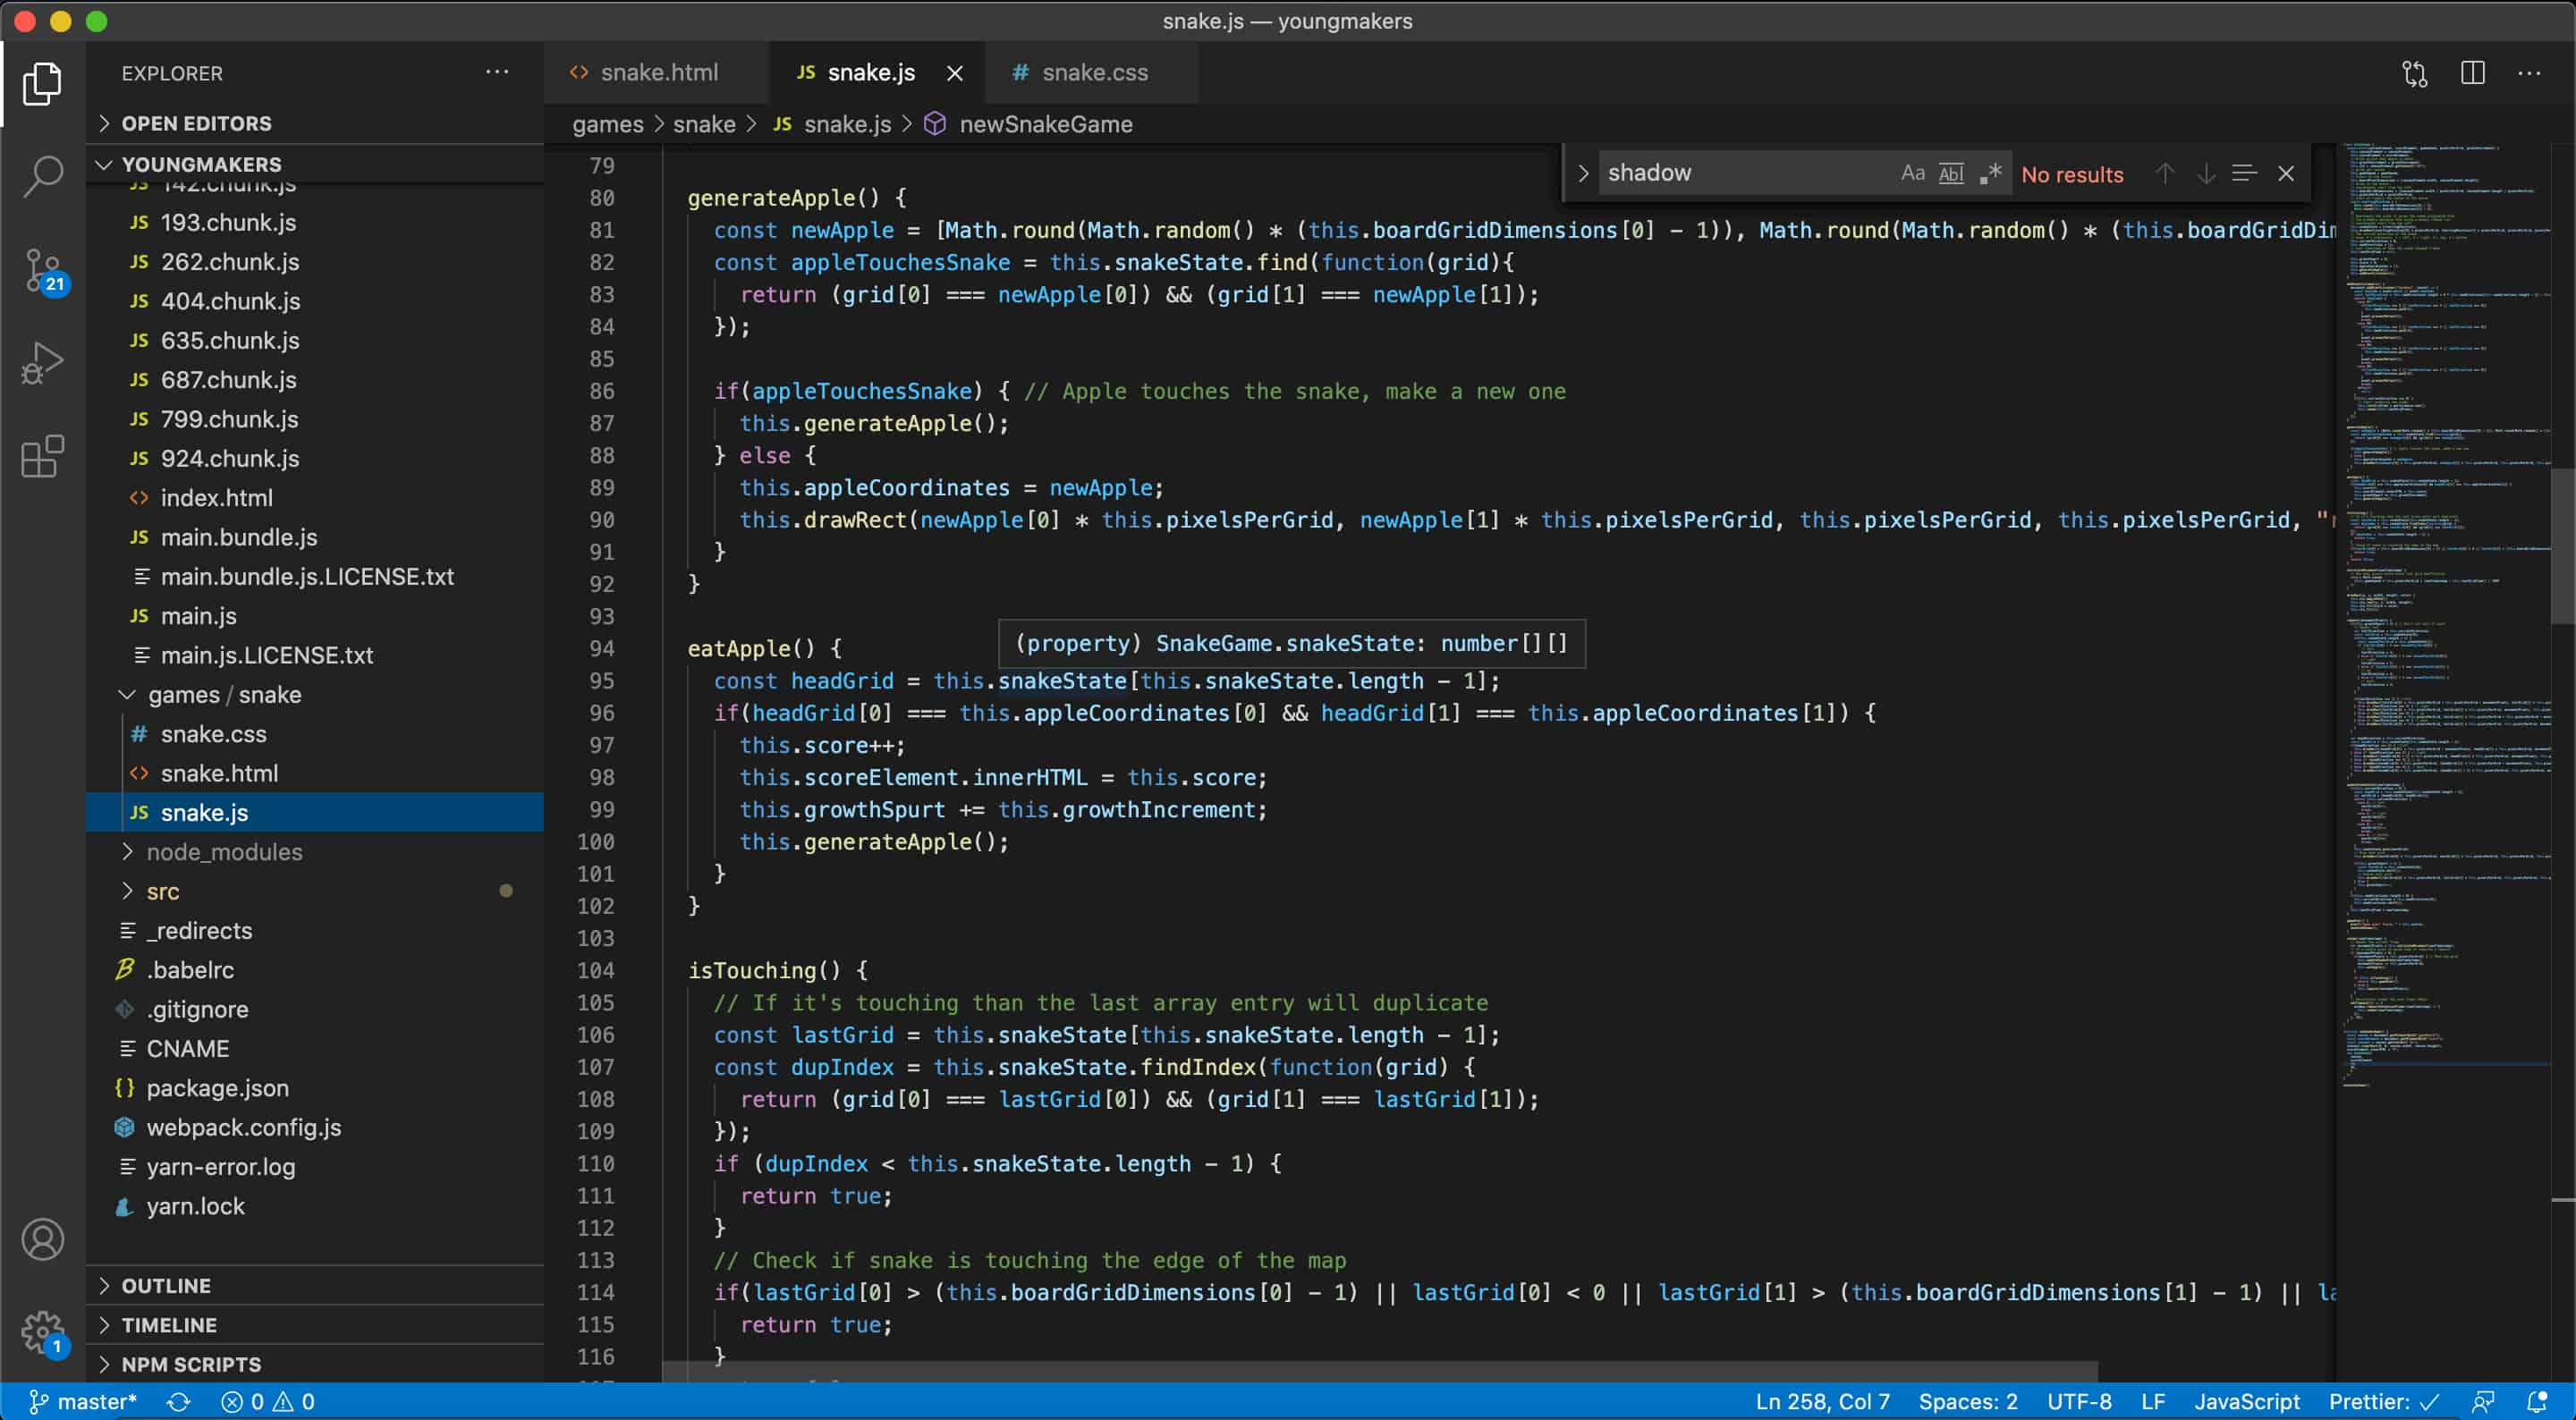 snake.js — youngmakers
EXPLORER
OPEN EDITORS
YOUNGMAKERS
142.chunk.js
JS 193.chunk.js
JS 262.chunk.js
JS 404.chunk.js
JS 635.chunk.js
JS 687.chunk.js
JS 799.chunk.js
JS 924.chunk.js
<> index.html
JS main.bundle.js
main.bundle.js.LICENSE.txt
JS main.js
main.js.LICENSE.txt
games / snake
# snake.css
<> snake.html
JS snake.js
node_modules
src
_redirects
.babelrc
.gitignore
CNAME
{} package.json
webpack.config.js
yarn-error.log
yarn.lock
OUTLINE
TIMELINE
NPM SCRIPTS
21
1
<> snake.html
JS snake.js
# snake.css
games > snake > JS snake.js > newSnakeGame
shadow
Aa Abl .*
No results
79
80 generateApple() {
81 const newApple = [Math.round(Math.random() * (this.boardGridDimensions[0] - 1)), Math.round(Math.random() * (this.boardGridDim
82 const appleTouchesSnake = this.snakeState.find(function(grid){
83 return (grid[0] === newApple[0]) && (grid[1] === newApple[1]);
84 });
85
86 if(appleTouchesSnake) { // Apple touches the snake, make a new one
87 this.generateApple();
88 } else {
89 this.appleCoordinates = newApple;
90 this.drawRect(newApple[0] * this.pixelsPerGrid, newApple[1] * this.pixelsPerGrid, this.pixelsPerGrid, this.pixelsPerGrid, "
91 }
92 }
93
(property) SnakeGame.snakeState: number[][]
94 eatApple() {
95 const headGrid = this.snakeState[this.snakeState.length - 1];
96 if(headGrid[0] === this.appleCoordinates[0] && headGrid[1] === this.appleCoordinates[1]) {
97 this.score++;
98 this.scoreElement.innerHTML = this.score;
99 this.growthSpurt += this.growthIncrement;
100 this.generateApple();
101 }
102 }
103
104 isTouching() {
105 // If it's touching than the last array entry will duplicate
106 const lastGrid = this.snakeState[this.snakeState.length - 1];
107 const dupIndex = this.snakeState.findIndex(function(grid) {
108 return (grid[0] === lastGrid[0]) && (grid[1] === lastGrid[1]);
109 });
110 if (dupIndex < this.snakeState.length - 1) {
111 return true;
112 }
113 // Check if snake is touching the edge of the map
114 if(lastGrid[0] > (this.boardGridDimensions[0] - 1) || lastGrid[0] < 0 || lastGrid[1] > (this.boardGridDimensions[1] - 1) || la
115 return true;
116 }
master* 0 0
Ln 258, Col 7 Spaces: 2 UTF-8 LF JavaScript Prettier: ✓